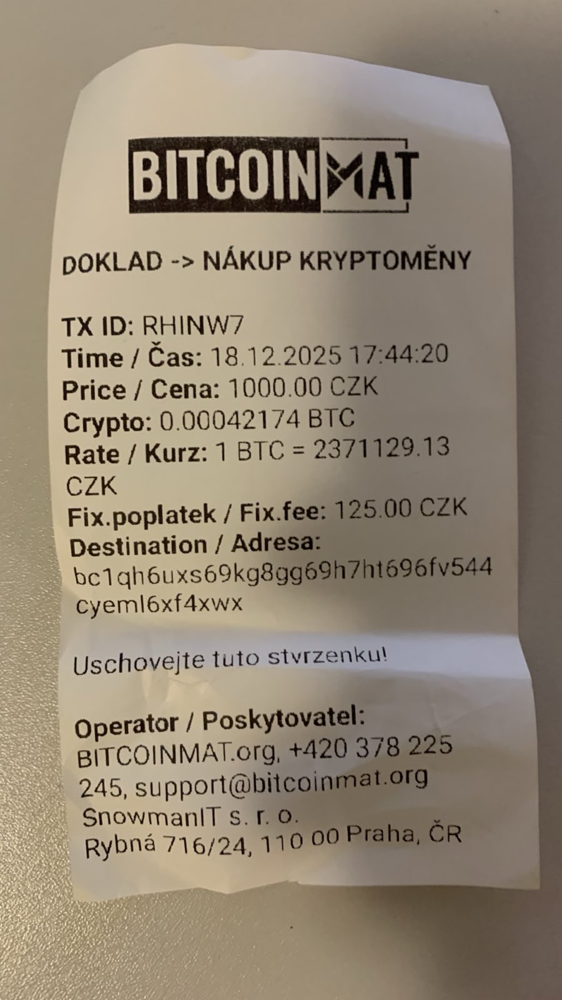 BITCOINMAT
DOKLAD -> NÁKUP KRYPTOMĚNY
TX ID: RHINW7
Time / Čas: 18.12.2025 17:44:20
Price / Cena: 1000.00 CZK
Crypto: 0.00042174 BTC
Rate / Kurz: 1 BTC = 2371129.13
CZK
Fix.poplatek / Fix.fee: 125.00 CZK
Destination / Adresa:
bc1qh6uxs69kg8gg69h7ht696fv544
cyeml6xf4xwx
Uschovejte tuto stvrzenku!
Operator / Poskytovatel:
BITCOINMAT.org, +420 378 225
245, support@bitcoinmat.org
SnowmanIT s. r. o.
Rybná 716/24, 110 00 Praha, ČR